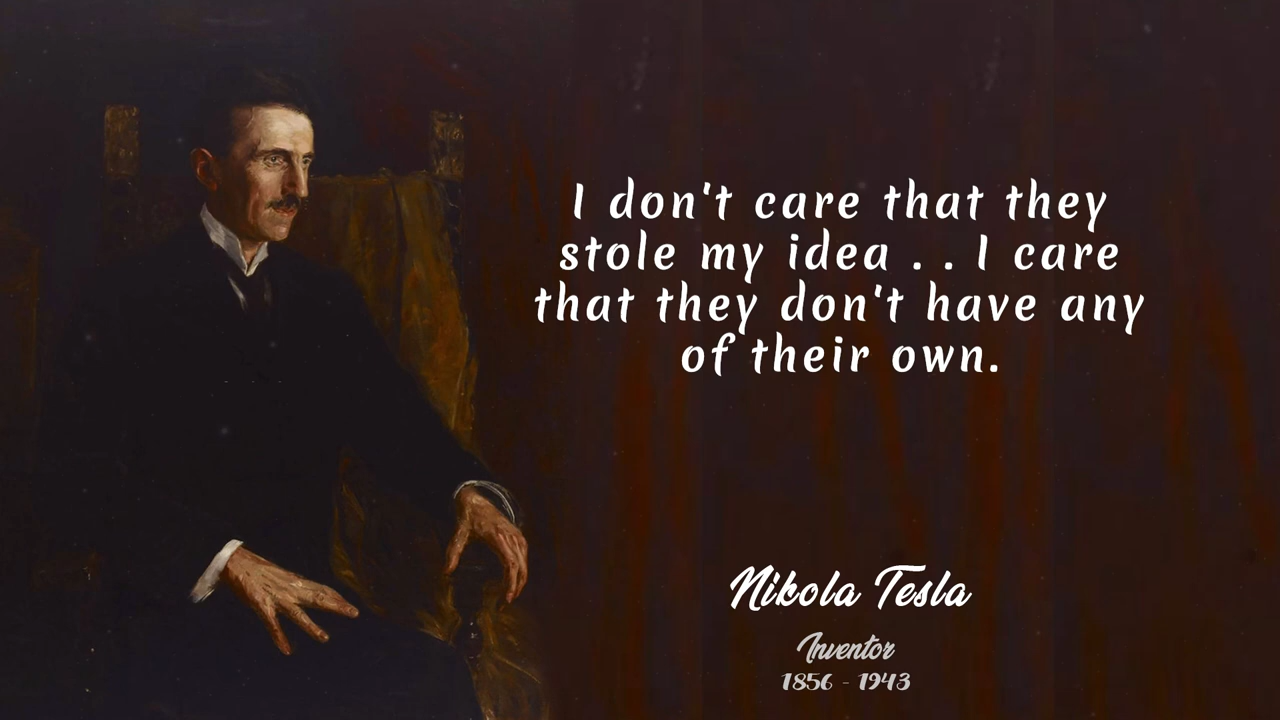 I don't care that they
stole my idea . . I care
that they don't have any
of their own.
Nikola Tesla
Inventor
1856 - 1943